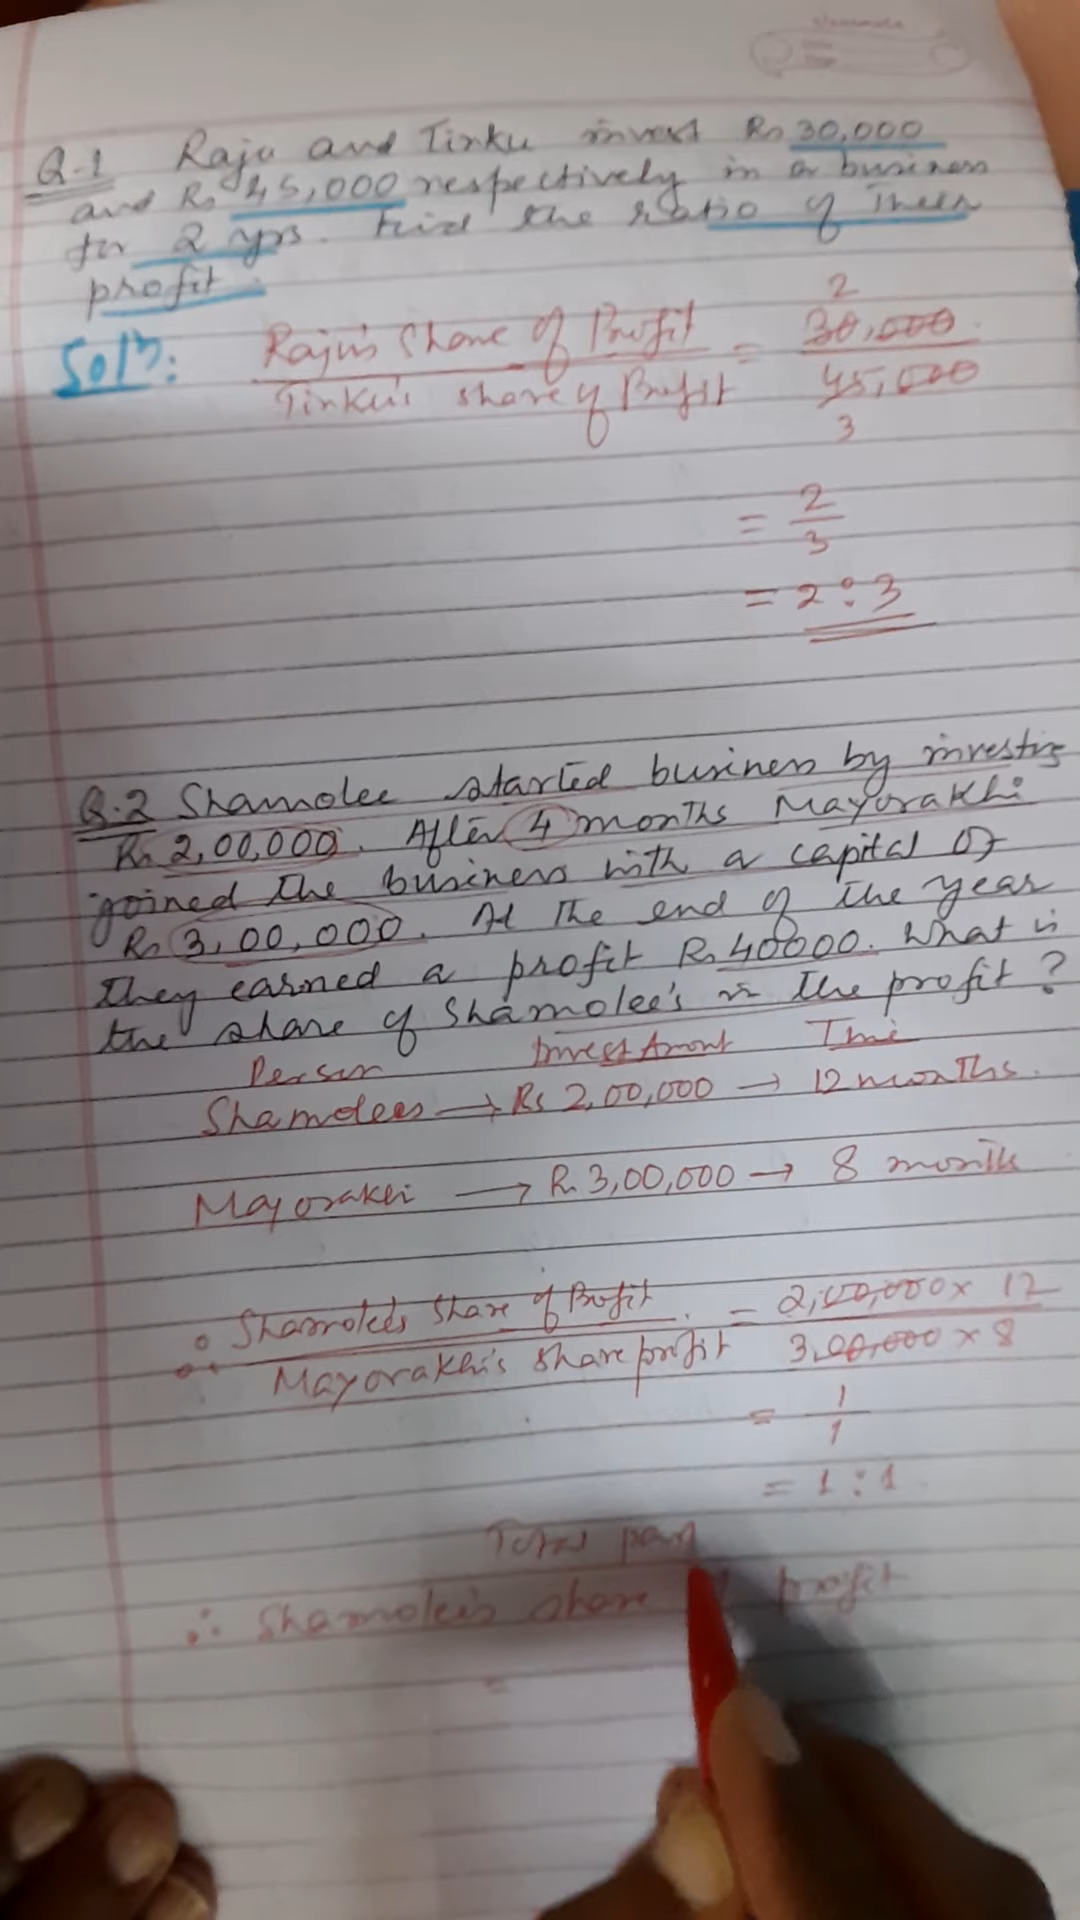 Q.1 Raju and Tinku invest Rs 30,000
and Rs 45,000 respectively in a business
for 2 yrs. Find the ratio of Their
profit.
Soln: Raju's Share of Profit / Tinku's share of Profit = 30,000 / 45,000
2
3
= 2/3
= 2:3
Q.2 Shamolee started business by investing
Rs 2,00,000. After 4 months Mayorakhi
joined the business with a capital of
Rs 3,00,000. At the end of the year
they earned a profit Rs 40000. What is
the share of Shamolee's in the profit?
Person Invest Amont Time
Shamolees → Rs 2,00,000 → 12 months.
Mayorakhi → Rs 3,00,000 → 8 months
∴ Shamolee's Share of Profit / Mayorakhi's share profit = 2,00,000 x 12 / 3,00,000 x 8
= 1/1
= 1:1
Total part
∴ Shamolee's share profit
=